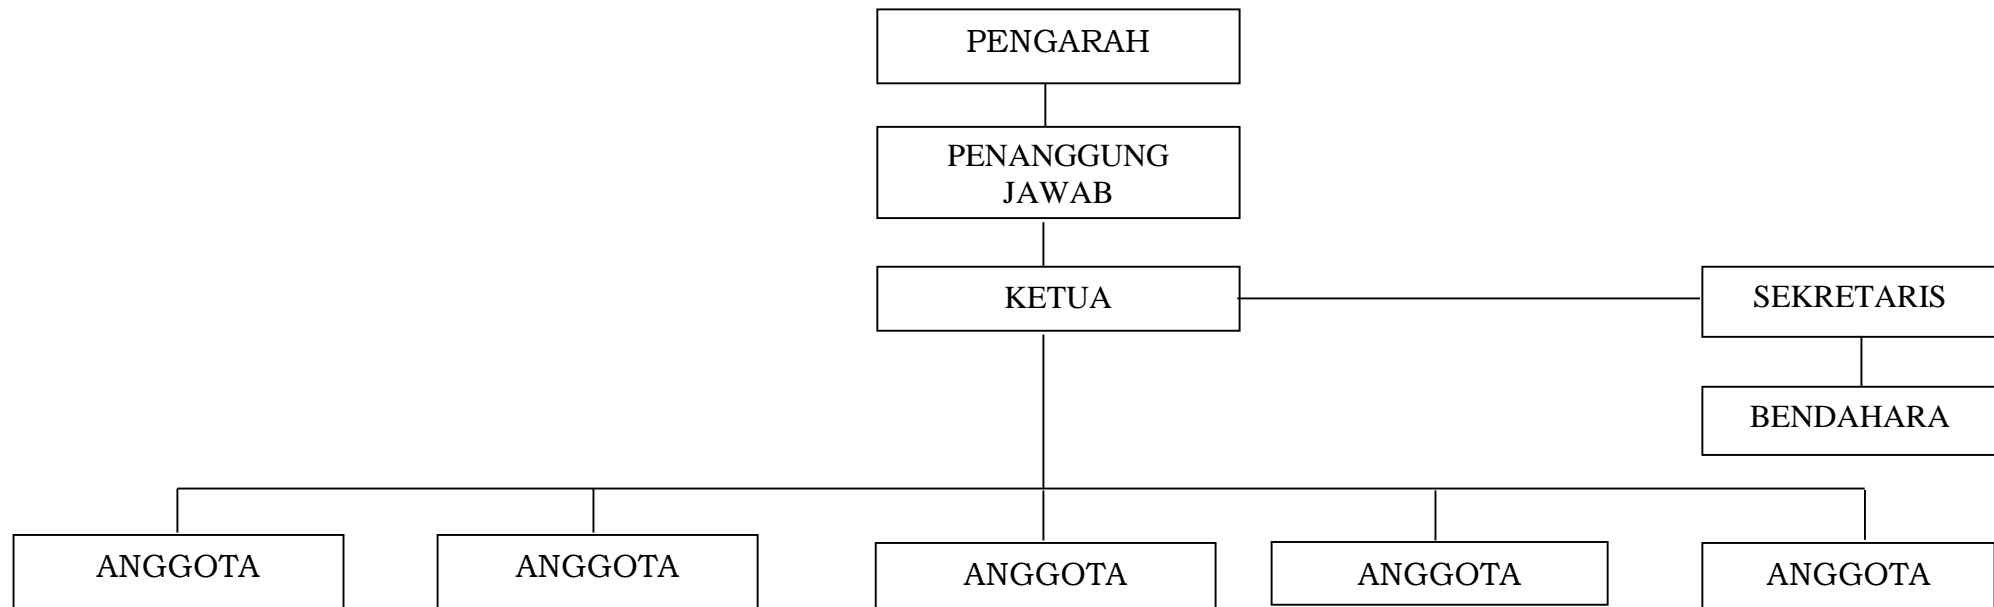 PENGARAH
PENANGGUNG
JAWAB
KETUA
SEKRETARIS
BENDAHARA
ANGGOTA
ANGGOTA
ANGGOTA
ANGGOTA
ANGGOTA